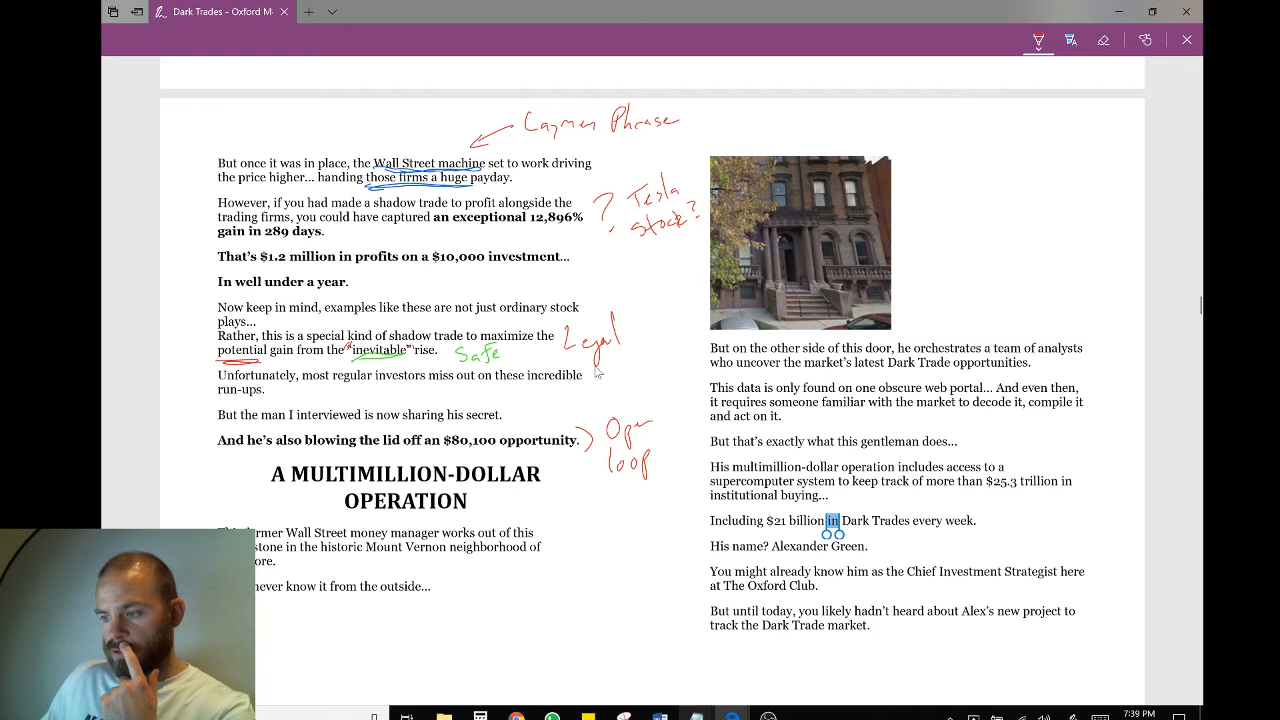 Dark Trades - Oxford M
Laymen Phrase
But once it was in place, the Wall Street machine set to work driving
the price higher... handing those firms a huge payday.
However, if you had made a shadow trade to profit alongside the
trading firms, you could have captured an exceptional 12,896%
gain in 289 days.
? Tesla
stock?
That's $1.2 million in profits on a $10,000 investment...
In well under a year.
Now keep in mind, examples like these are not just ordinary stock
plays...
Rather, this is a special kind of shadow trade to maximize the
potential gain from the "inevitable" rise.
Safe
Legal
Unfortunately, most regular investors miss out on these incredible
run-ups.
But the man I interviewed is now sharing his secret.
And he's also blowing the lid off an $80,100 opportunity.
Open
loop
A MULTIMILLION-DOLLAR
OPERATION
ormer Wall Street money manager works out of this
stone in the historic Mount Vernon neighborhood of
ore.
never know it from the outside...
But on the other side of this door, he orchestrates a team of analysts
who uncover the market's latest Dark Trade opportunities.
This data is only found on one obscure web portal... And even then,
it requires someone familiar with the market to decode it, compile it
and act on it.
But that's exactly what this gentleman does...
His multimillion-dollar operation includes access to a
supercomputer system to keep track of more than $25.3 trillion in
institutional buying...
Including $21 billion in Dark Trades every week.
His name? Alexander Green.
You might already know him as the Chief Investment Strategist here
at The Oxford Club.
But until today, you likely hadn't heard about Alex's new project to
track the Dark Trade market.
7:39 PM